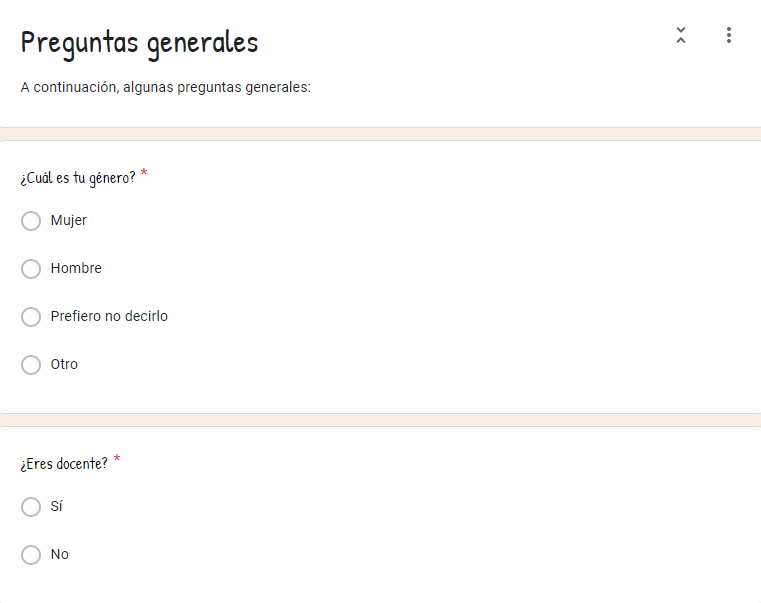 Preguntas generales
A continuación, algunas preguntas generales:
¿Cuál es tu género? *
Mujer
Hombre
Prefiero no decirlo
Otro
¿Eres docente? *
Sí
No